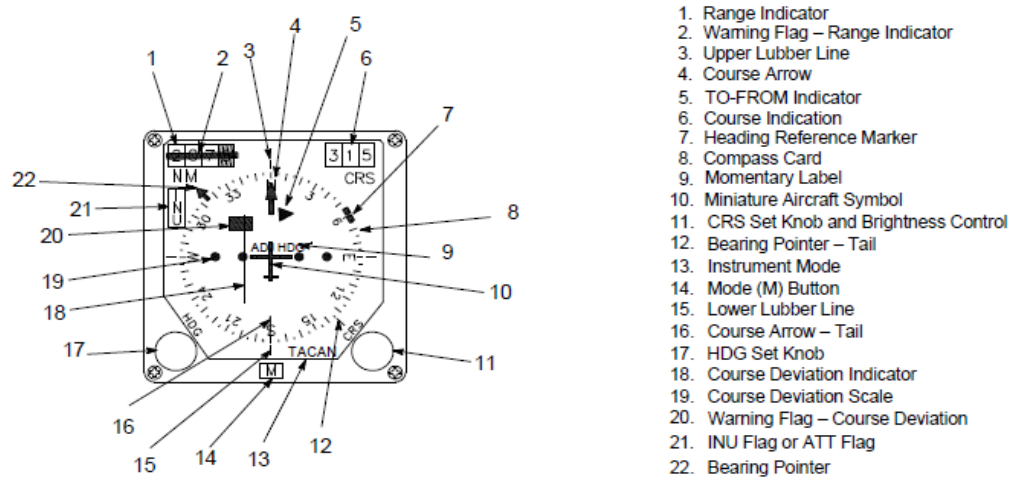 3 4 5
1 2 6
7
3 1 5
NM CRS
22
33 N 3
21 INU 30 6
8
20
W ADJ HDG E 9
19
10
18 24 12
HDG 21 S 15 CRS
17 11
TACAN
M
16 12
15 14 13
1. Range Indicator
2. Warning Flag – Range Indicator
3. Upper Lubber Line
4. Course Arrow
5. TO-FROM Indicator
6. Course Indication
7. Heading Reference Marker
8. Compass Card
9. Momentary Label
10. Miniature Aircraft Symbol
11. CRS Set Knob and Brightness Control
12. Bearing Pointer – Tail
13. Instrument Mode
14. Mode (M) Button
15. Lower Lubber Line
16. Course Arrow – Tail
17. HDG Set Knob
18. Course Deviation Indicator
19. Course Deviation Scale
20. Warning Flag – Course Deviation
21. INU Flag or ATT Flag
22. Bearing Pointer